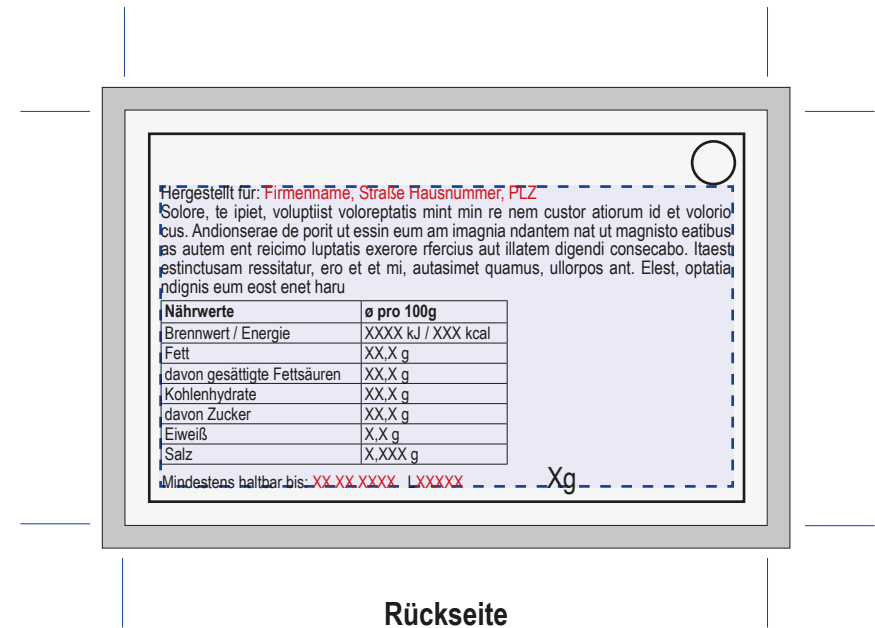 Hergestellt für: Firmenname, Straße Hausnummer, PLZ
Solore, te ipiet, voluptiist voloreptatis mint min re nem custor atiorum id et volorio
cus. Andionserae de porit ut essin eum am imagnia ndantem nat ut magnisto eatibus
as autem ent reicimo luptatis exerore rfercius aut illatem digendi consecabo. Itaest
estinctusam ressitatur, ero et et mi, autasimet quamus, ullorpos ant. Elest, optatia
ndignis eum eost enet haru
Nährwerte ø pro 100g
Brennwert / Energie XXXX kJ / XXX kcal
Fett XX,X g
davon gesättigte Fettsäuren XX,X g
Kohlenhydrate XX,X g
davon Zucker XX,X g
Eiweiß X,X g
Salz X,XXX g
Mindestens haltbar bis: XX.XX.XXXX LXXXXX Xg
Rückseite